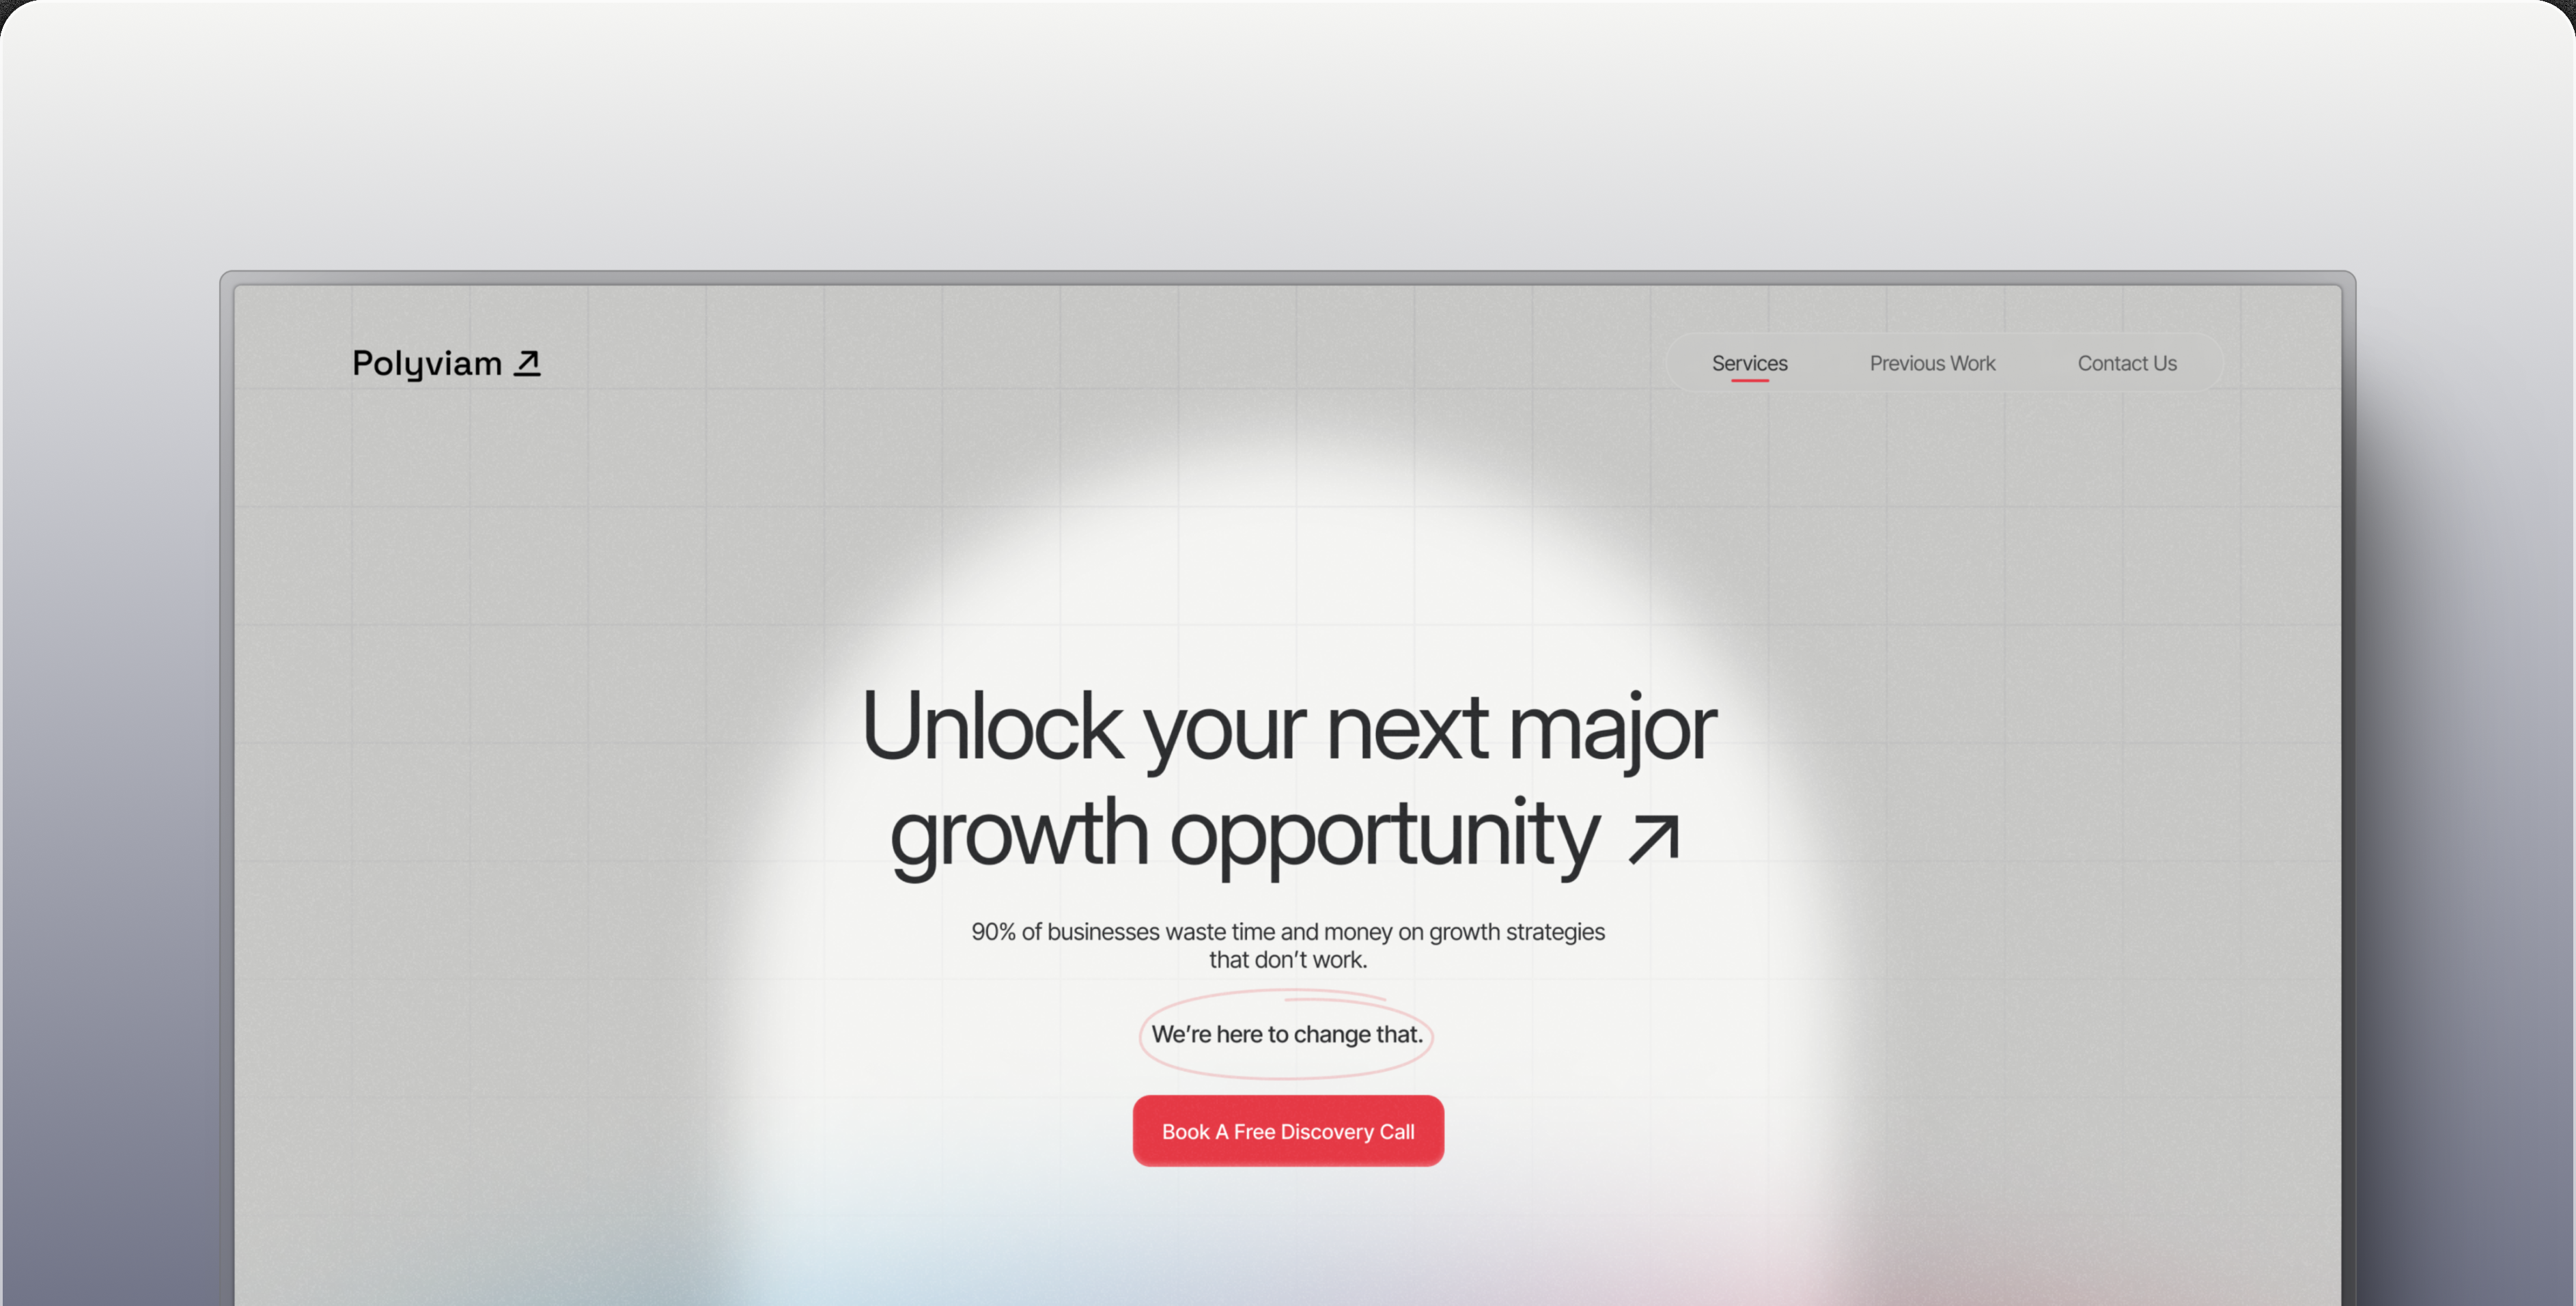 Polyviam
Services
Previous Work
Contact Us
Unlock your next major
growth opportunity ↗
90% of businesses waste time and money on growth strategies
that don’t work.
We’re here to change that.
Book A Free Discovery Call